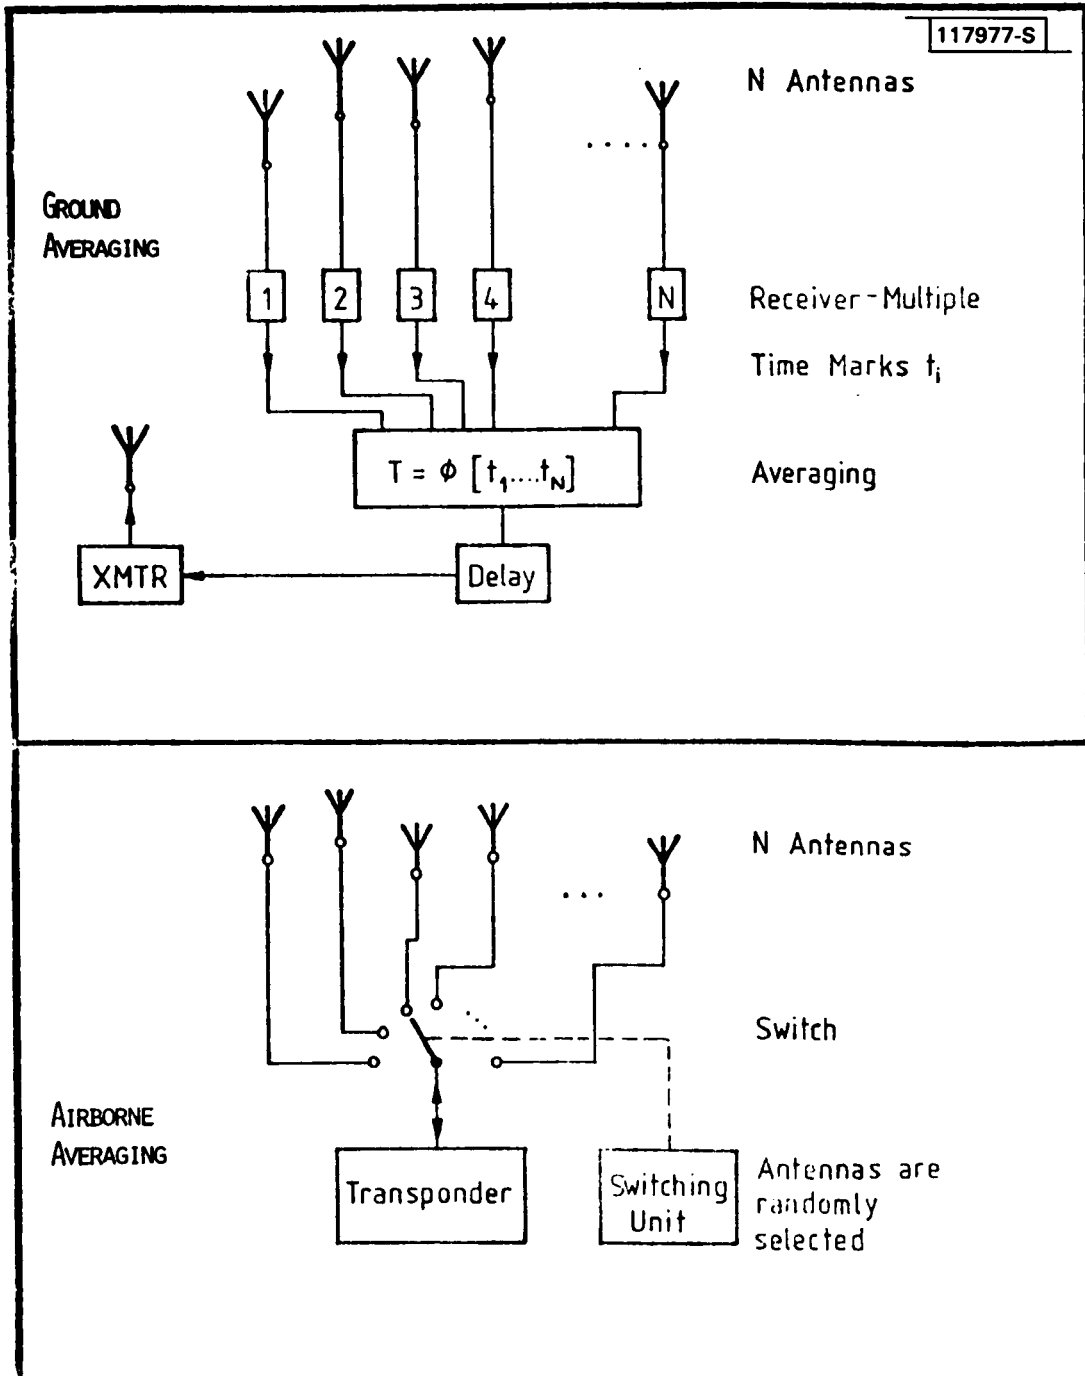 117977-S
N Antennas
. . . . .
GROUND
AVERAGING
1 2 3 4 N
Receiver-Multiple
Time Marks tᵢ
T = ϕ [t₁....t_N]
Averaging
XMTR
Delay
N Antennas
. . .
Switch
AIRBORNE
AVERAGING
Transponder
Switching
Unit
Antennas are
randomly
selected